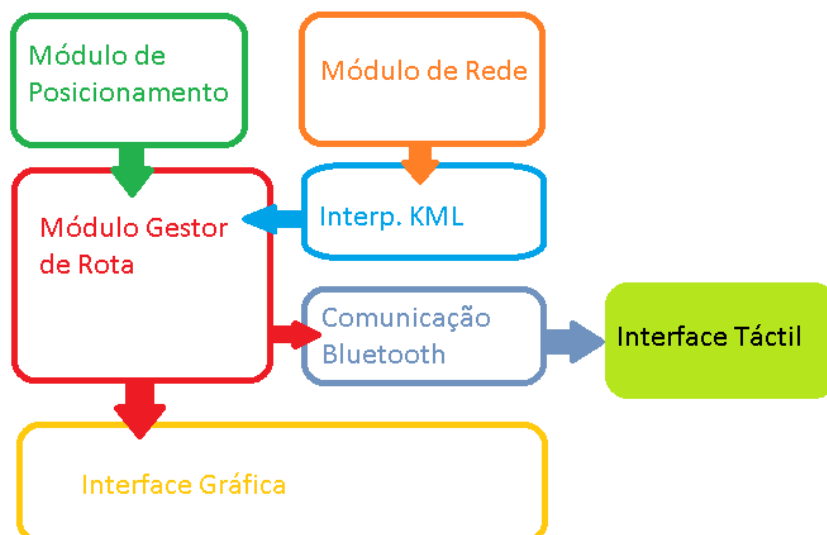 Módulo de
Posicionamento
Módulo de Rede
Módulo Gestor
de Rota
Interp. KML
Comunicação
Bluetooth
Interface Táctil
Interface Gráfica